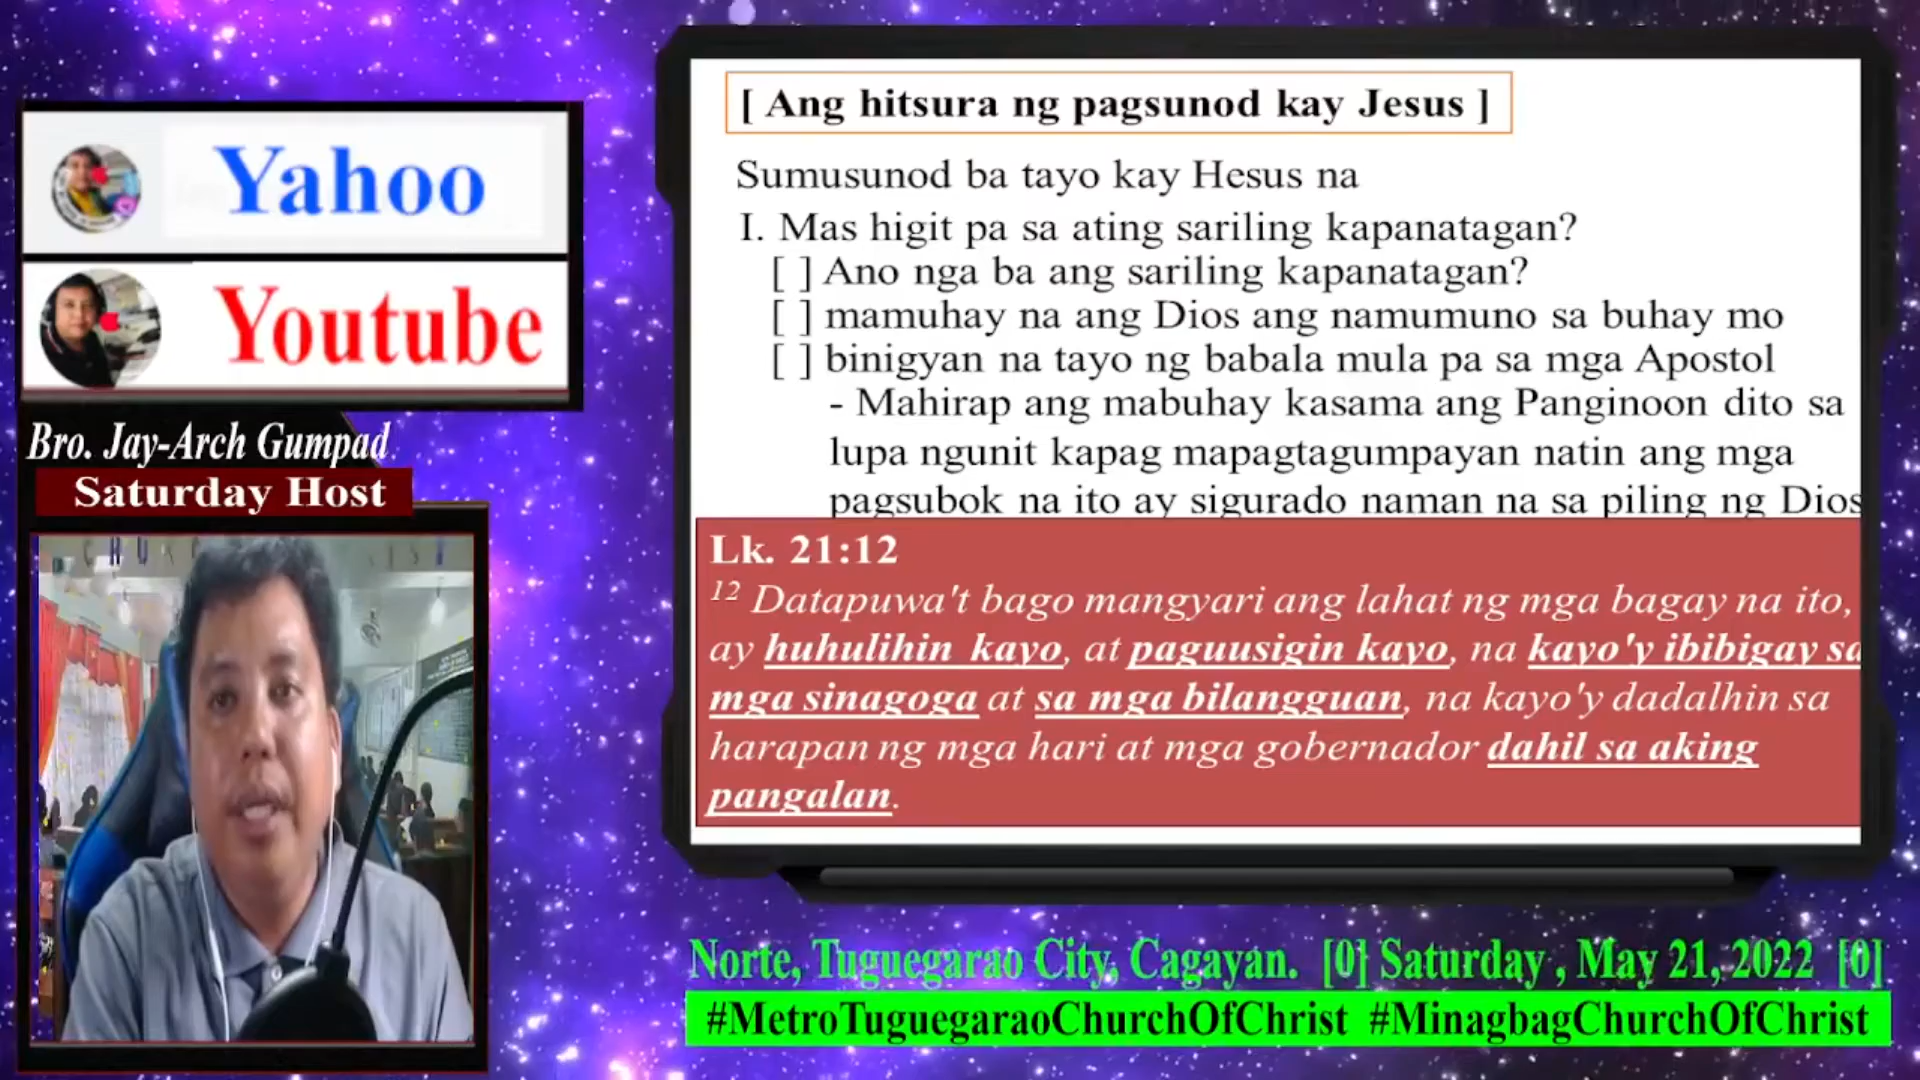 Yahoo
Youtube
Bro. Jay-Arch Gumpad
Saturday Host
[ Ang hitsura ng pagsunod kay Jesus ]
Sumusunod ba tayo kay Hesus na
I. Mas higit pa sa ating sariling kapanatagan?
[ ] Ano nga ba ang sariling kapanatagan?
[ ] mamuhay na ang Dios ang namumuno sa buhay mo
[ ] binigyan na tayo ng babala mula pa sa mga Apostol
- Mahirap ang mabuhay kasama ang Panginoon dito sa
lupa ngunit kapag mapagtagumpayan natin ang mga
pagsubok na ito ay sigurado naman na sa piling ng Dios
Lk. 21:12
12 Datapuwa't bago mangyari ang lahat ng mga bagay na ito,
ay huhulihin kayo, at paguusigin kayo, na kayo'y ibibigay sa
mga sinagoga at sa mga bilangguan, na kayo'y dadalhin sa
harapan ng mga hari at mga gobernador dahil sa aking
pangalan.
Norte, Tuguegarao City, Cagayan. [0] Saturday , May 21, 2022 [0]
#MetroTuguegaraoChurchOfChrist #MinagbagChurchOfChrist